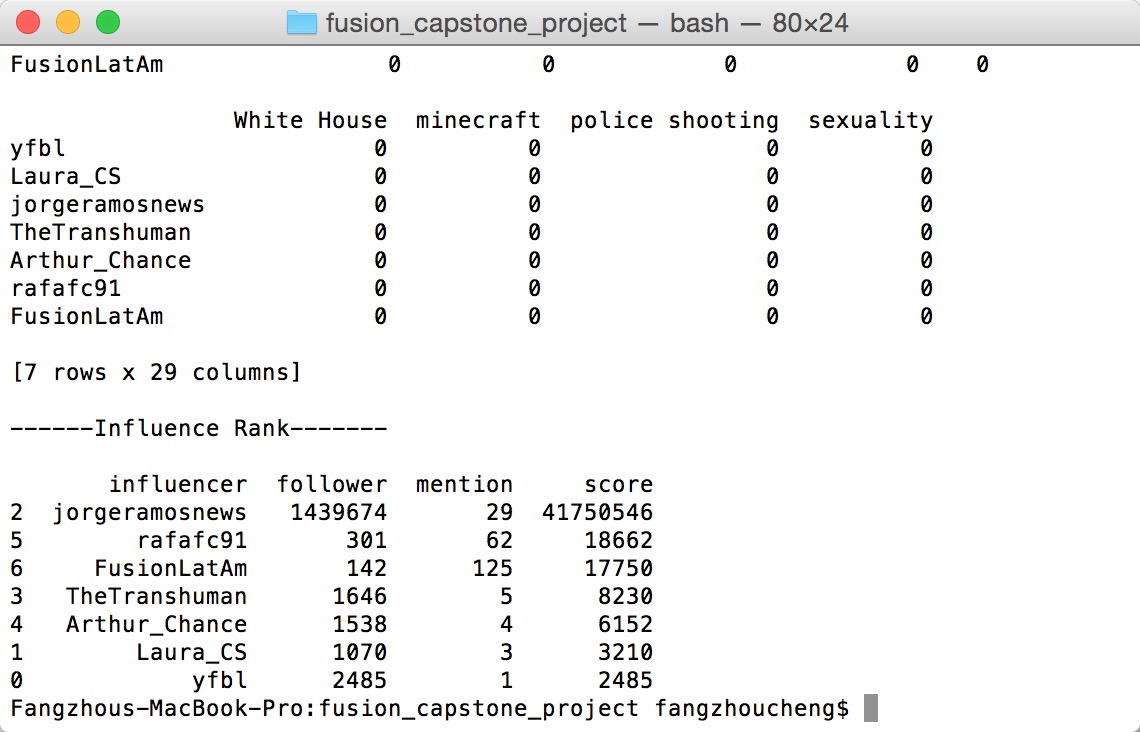 fusion_capstone_project — bash — 80×24
FusionLatAm 0 0 0 0 0
White House minecraft police shooting sexuality
yfbl 0 0 0 0
Laura_CS 0 0 0 0
jorgeramosnews 0 0 0 0
TheTranshuman 0 0 0 0
Arthur_Chance 0 0 0 0
rafafc91 0 0 0 0
FusionLatAm 0 0 0 0
[7 rows x 29 columns]
------Influence Rank-------
influencer follower mention score
2 jorgeramosnews 1439674 29 41750546
5 rafafc91 301 62 18662
6 FusionLatAm 142 125 17750
3 TheTranshuman 1646 5 8230
4 Arthur_Chance 1538 4 6152
1 Laura_CS 1070 3 3210
0 yfbl 2485 1 2485
Fangzhous-MacBook-Pro:fusion_capstone_project fangzhoucheng$